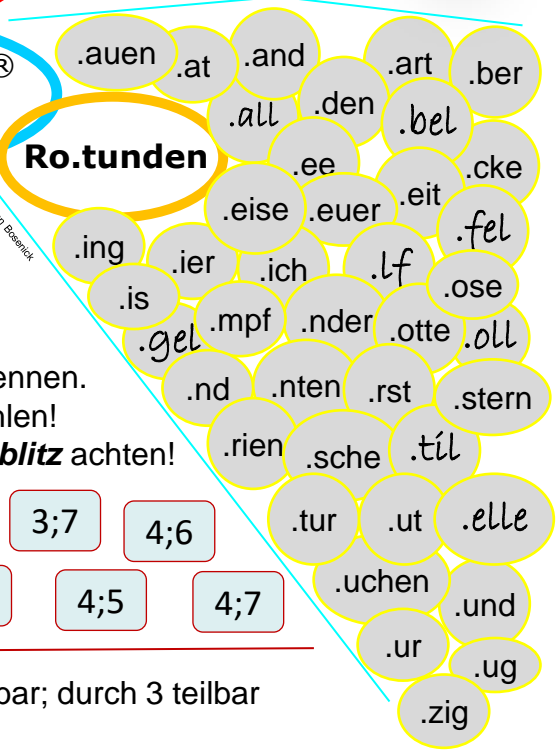 ®
Ro.tunden
.auen .at .and .art .ber
.all .den .bel
.ee .cke
.eise .euer .eit .fel
.ing .ier .ich .lf .ose
.is
.gel .mpf .nder .otte .oll
.nd .nten .rst .stern
.rien .sche .til
.tur .ut .elle
.uchen .und
.ur .ug
.zig
Bosenick
ennen.
hlen!
blitz achten!
3;7 4;6
4;5 4;7
bar; durch 3 teilbar